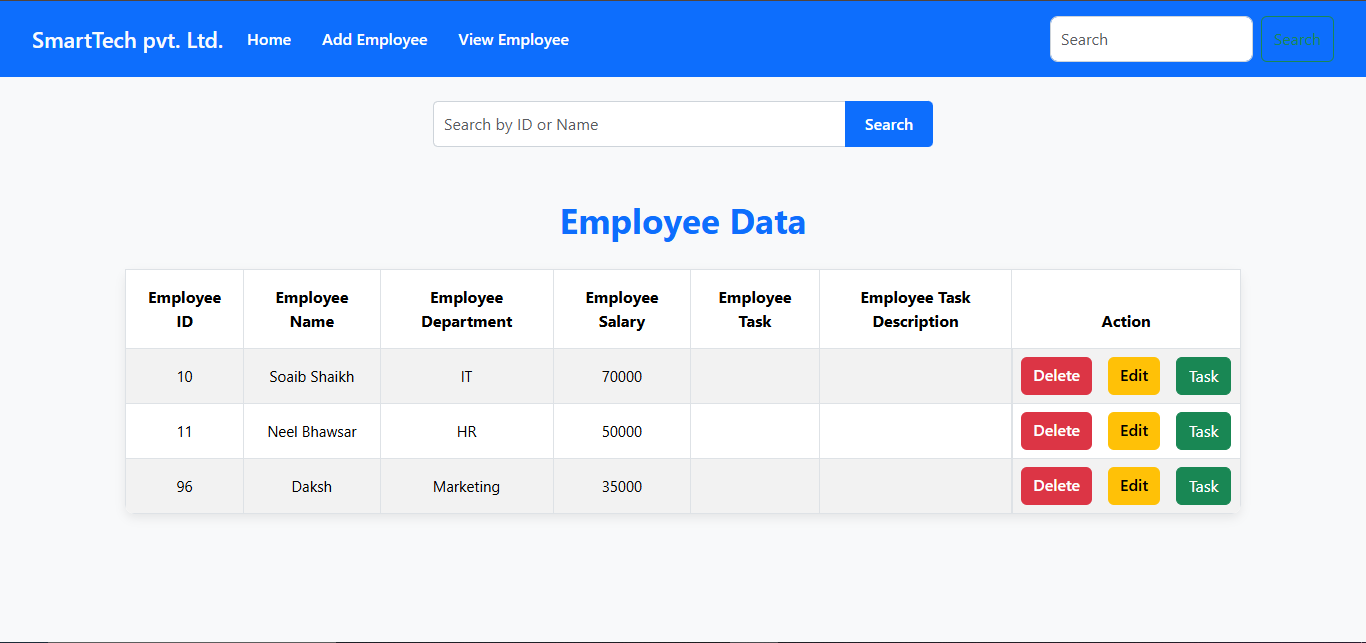 SmartTech pvt. Ltd. Home Add Employee View Employee Search Search
Search by ID or Name Search
Employee Data
Employee ID Employee Name Employee Department Employee Salary Employee Task Employee Task Description Action
10 Soaib Shaikh IT 70000 Delete Edit Task
11 Neel Bhawsar HR 50000 Delete Edit Task
96 Daksh Marketing 35000 Delete Edit Task